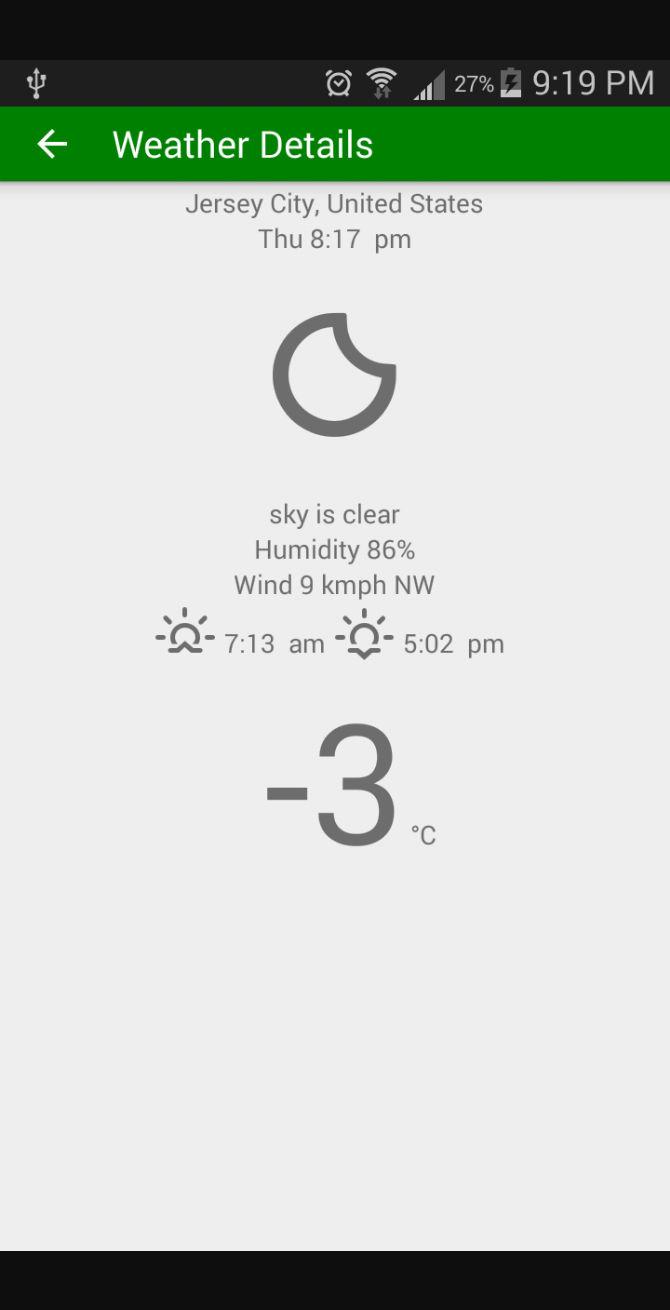 27% 9:19 PM
Weather Details
Jersey City, United States
Thu 8:17 pm
sky is clear
Humidity 86%
Wind 9 kmph NW
7:13 am 5:02 pm
-3 °C